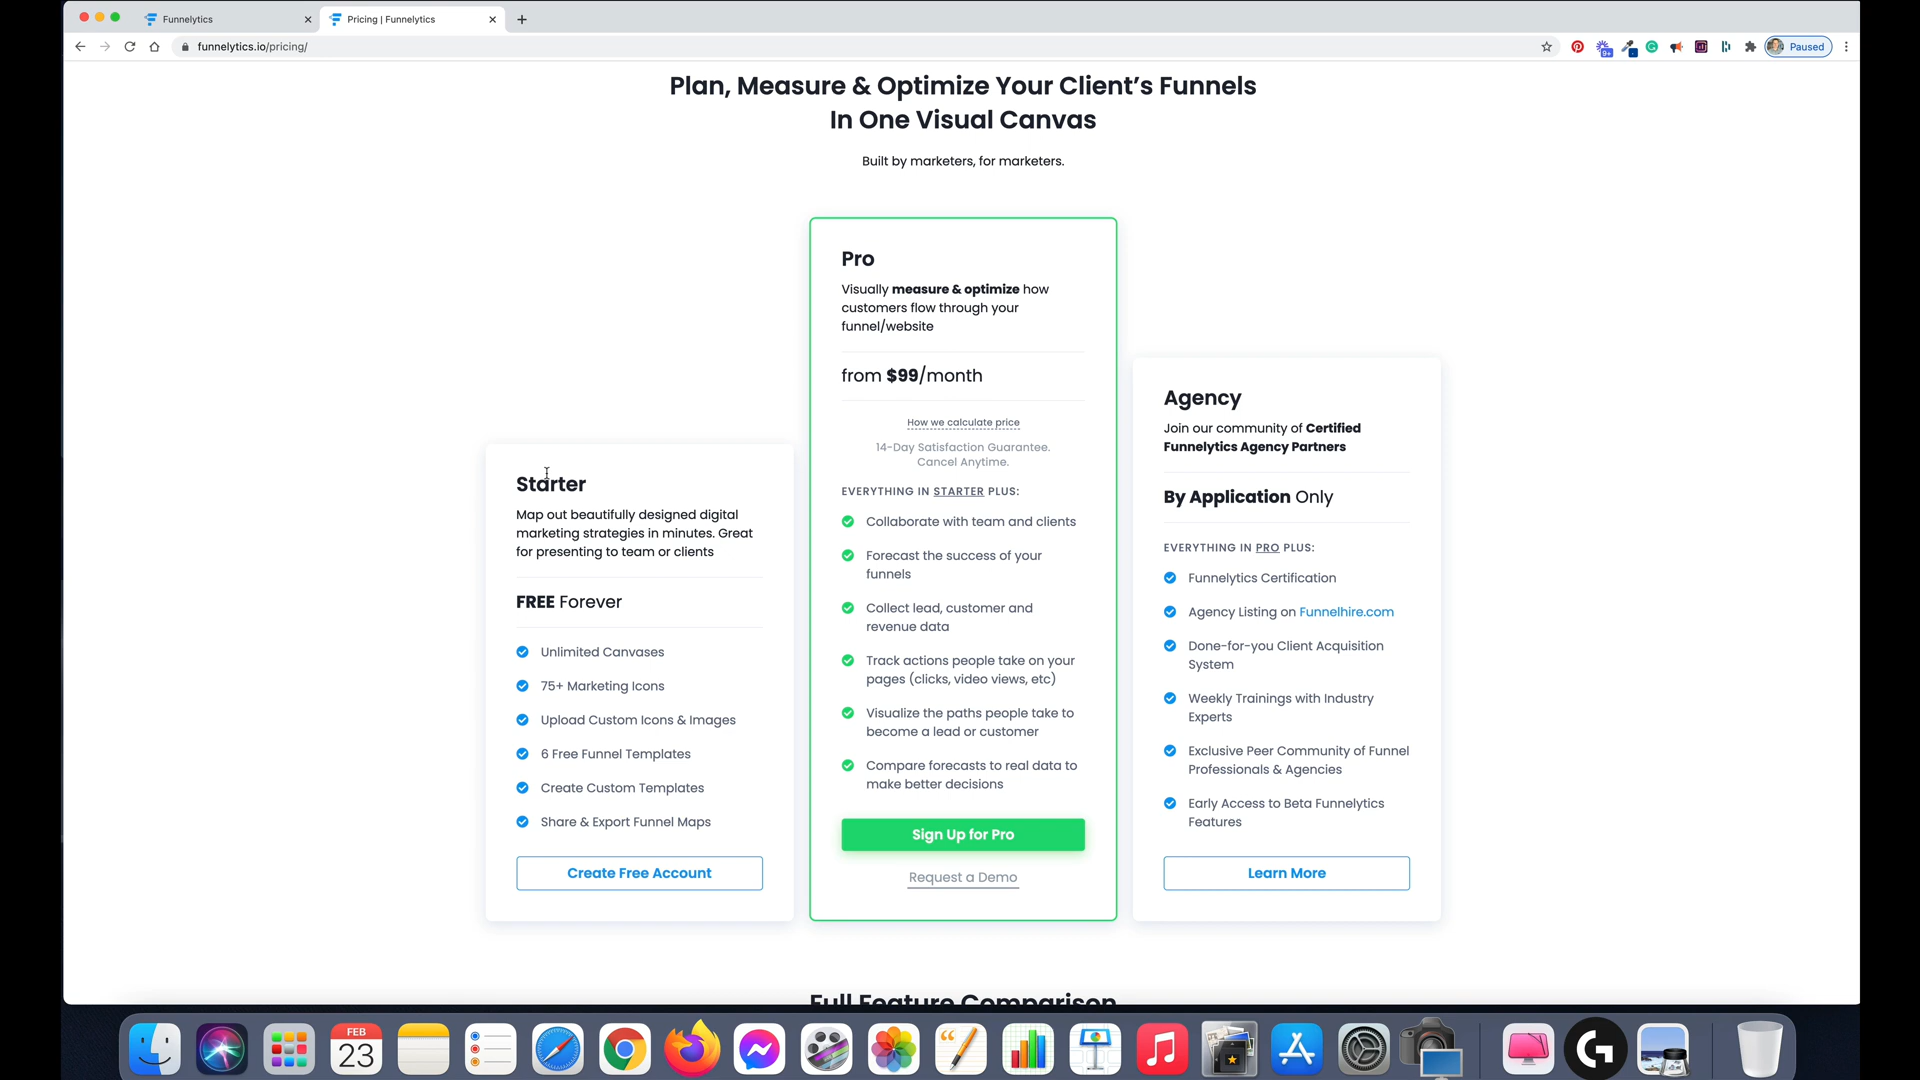 Funnelytics
Pricing | Funnelytics
funnelytics.io/pricing/
9+
Paused
Plan, Measure & Optimize Your Client's Funnels
In One Visual Canvas
Built by marketers, for marketers.
Starter
Map out beautifully designed digital
marketing strategies in minutes. Great
for presenting to team or clients
FREE Forever
Unlimited Canvases
75+ Marketing Icons
Upload Custom Icons & Images
6 Free Funnel Templates
Create Custom Templates
Share & Export Funnel Maps
Create Free Account
Pro
Visually measure & optimize how
customers flow through your
funnel/website
from $99/month
How we calculate price
14-Day Satisfaction Guarantee.
Cancel Anytime.
EVERYTHING IN STARTER PLUS:
Collaborate with team and clients
Forecast the success of your
funnels
Collect lead, customer and
revenue data
Track actions people take on your
pages (clicks, video views, etc)
Visualize the paths people take to
become a lead or customer
Compare forecasts to real data to
make better decisions
Sign Up for Pro
Request a Demo
Agency
Join our community of Certified
Funnelytics Agency Partners
By Application Only
EVERYTHING IN PRO PLUS:
Funnelytics Certification
Agency Listing on Funnelhire.com
Done-for-you Client Acquisition
System
Weekly Trainings with Industry
Experts
Exclusive Peer Community of Funnel
Professionals & Agencies
Early Access to Beta Funnelytics
Features
Learn More
Full Feature Comparison
FEB
23